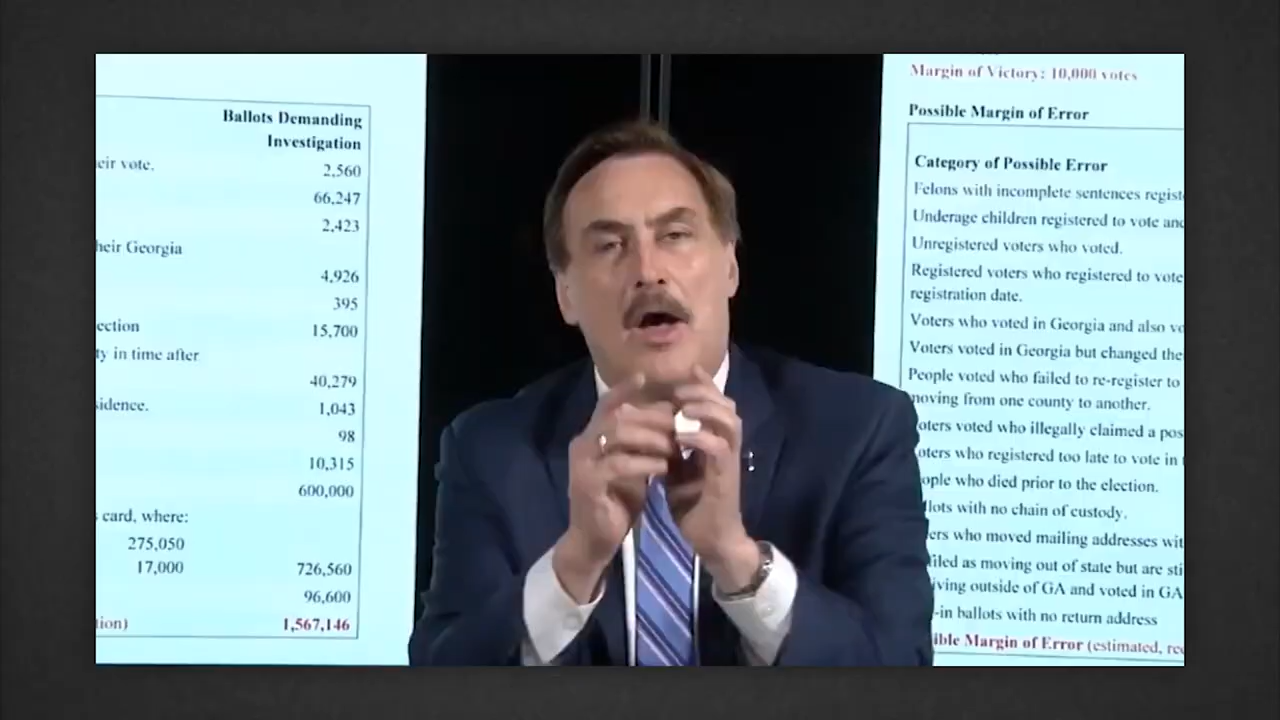 Ballots Demanding
Investigation
eir vote.
2,560
66,247
2,423
heir Georgia
4,926
395
ection
15,700
ty in time after
40,279
idence.
1,043
98
10,315
600,000
card, where:
275,050
17,000
726,560
96,600
tion)
1,567,146
Margin of Victory: 10,000 votes
Possible Margin of Error
Category of Possible Error
Felons with incomplete sentences regist
Underage children registered to vote and
Unregistered voters who voted.
Registered voters who registered to vote
registration date.
Voters who voted in Georgia and also vo
Voters voted in Georgia but changed the
People voted who failed to re-register to
moving from one county to another.
oters voted who illegally claimed a pos
oters who registered too late to vote in
ople who died prior to the election.
llots with no chain of custody.
ers who moved mailing addresses wit
iled as moving out of state but are sti
iving outside of GA and voted in GA
-in ballots with no return address
ible Margin of Error (estimated, rec